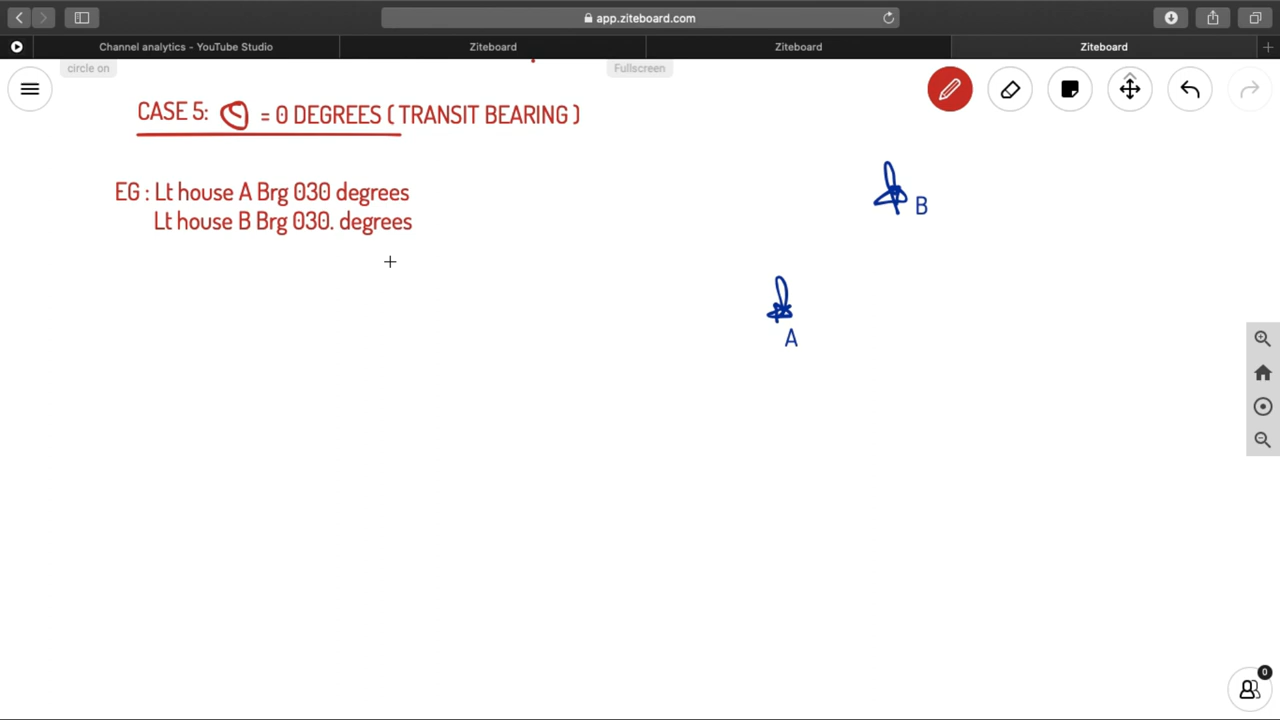 app.ziteboard.com
Channel analytics - YouTube Studio
Ziteboard
Ziteboard
Ziteboard
circle on
Fullscreen
CASE 5: = 0 DEGREES ( TRANSIT BEARING )
EG : Lt house A Brg 030 degrees
Lt house B Brg 030. degrees
B
A
0